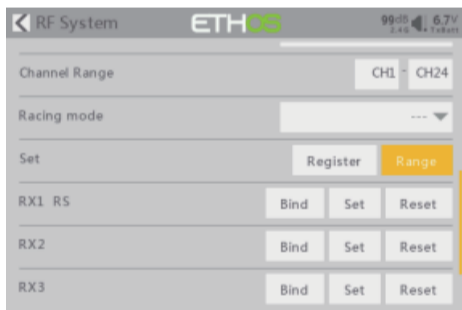 RF System ETHOS 99dB 2.4G 6.7V TxBatt
Channel Range CH1 - CH24
Racing mode ---
Set Register Range
RX1 RS Bind Set Reset
RX2 Bind Set Reset
RX3 Bind Set Reset